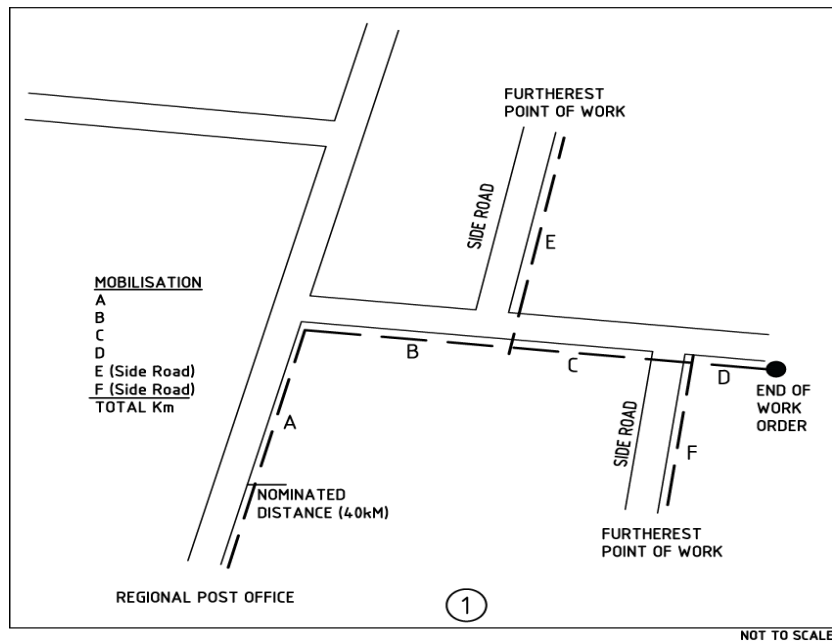 FURTHEREST
POINT OF WORK
SIDE ROAD
E
MOBILISATION
A
B
C
D
E (Side Road)
F (Side Road)
TOTAL Km
B
C
D
END OF
WORK
ORDER
A
SIDE ROAD
F
NOMINATED
DISTANCE (40kM)
FURTHEREST
POINT OF WORK
REGIONAL POST OFFICE
1
NOT TO SCALE